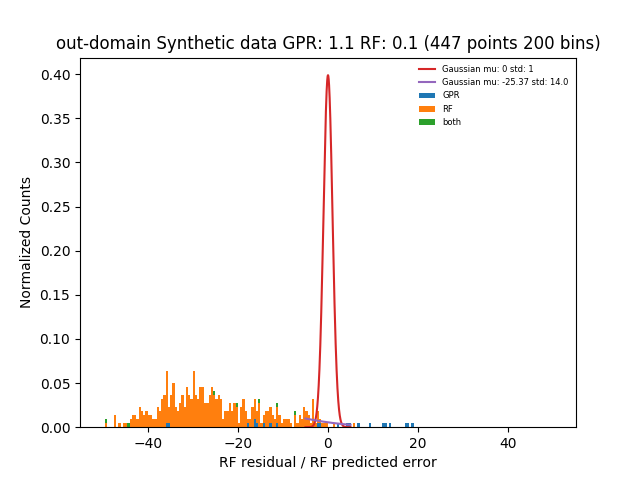 out-domain Synthetic data GPR: 1.1 RF: 0.1 (447 points 200 bins)
Gaussian mu: 0 std: 1
Gaussian mu: -25.37 std: 14.0
GPR
RF
both
Normalized Counts
0.40
0.35
0.30
0.25
0.20
0.15
0.10
0.05
0.00
−40
−20
0
20
40
RF residual / RF predicted error